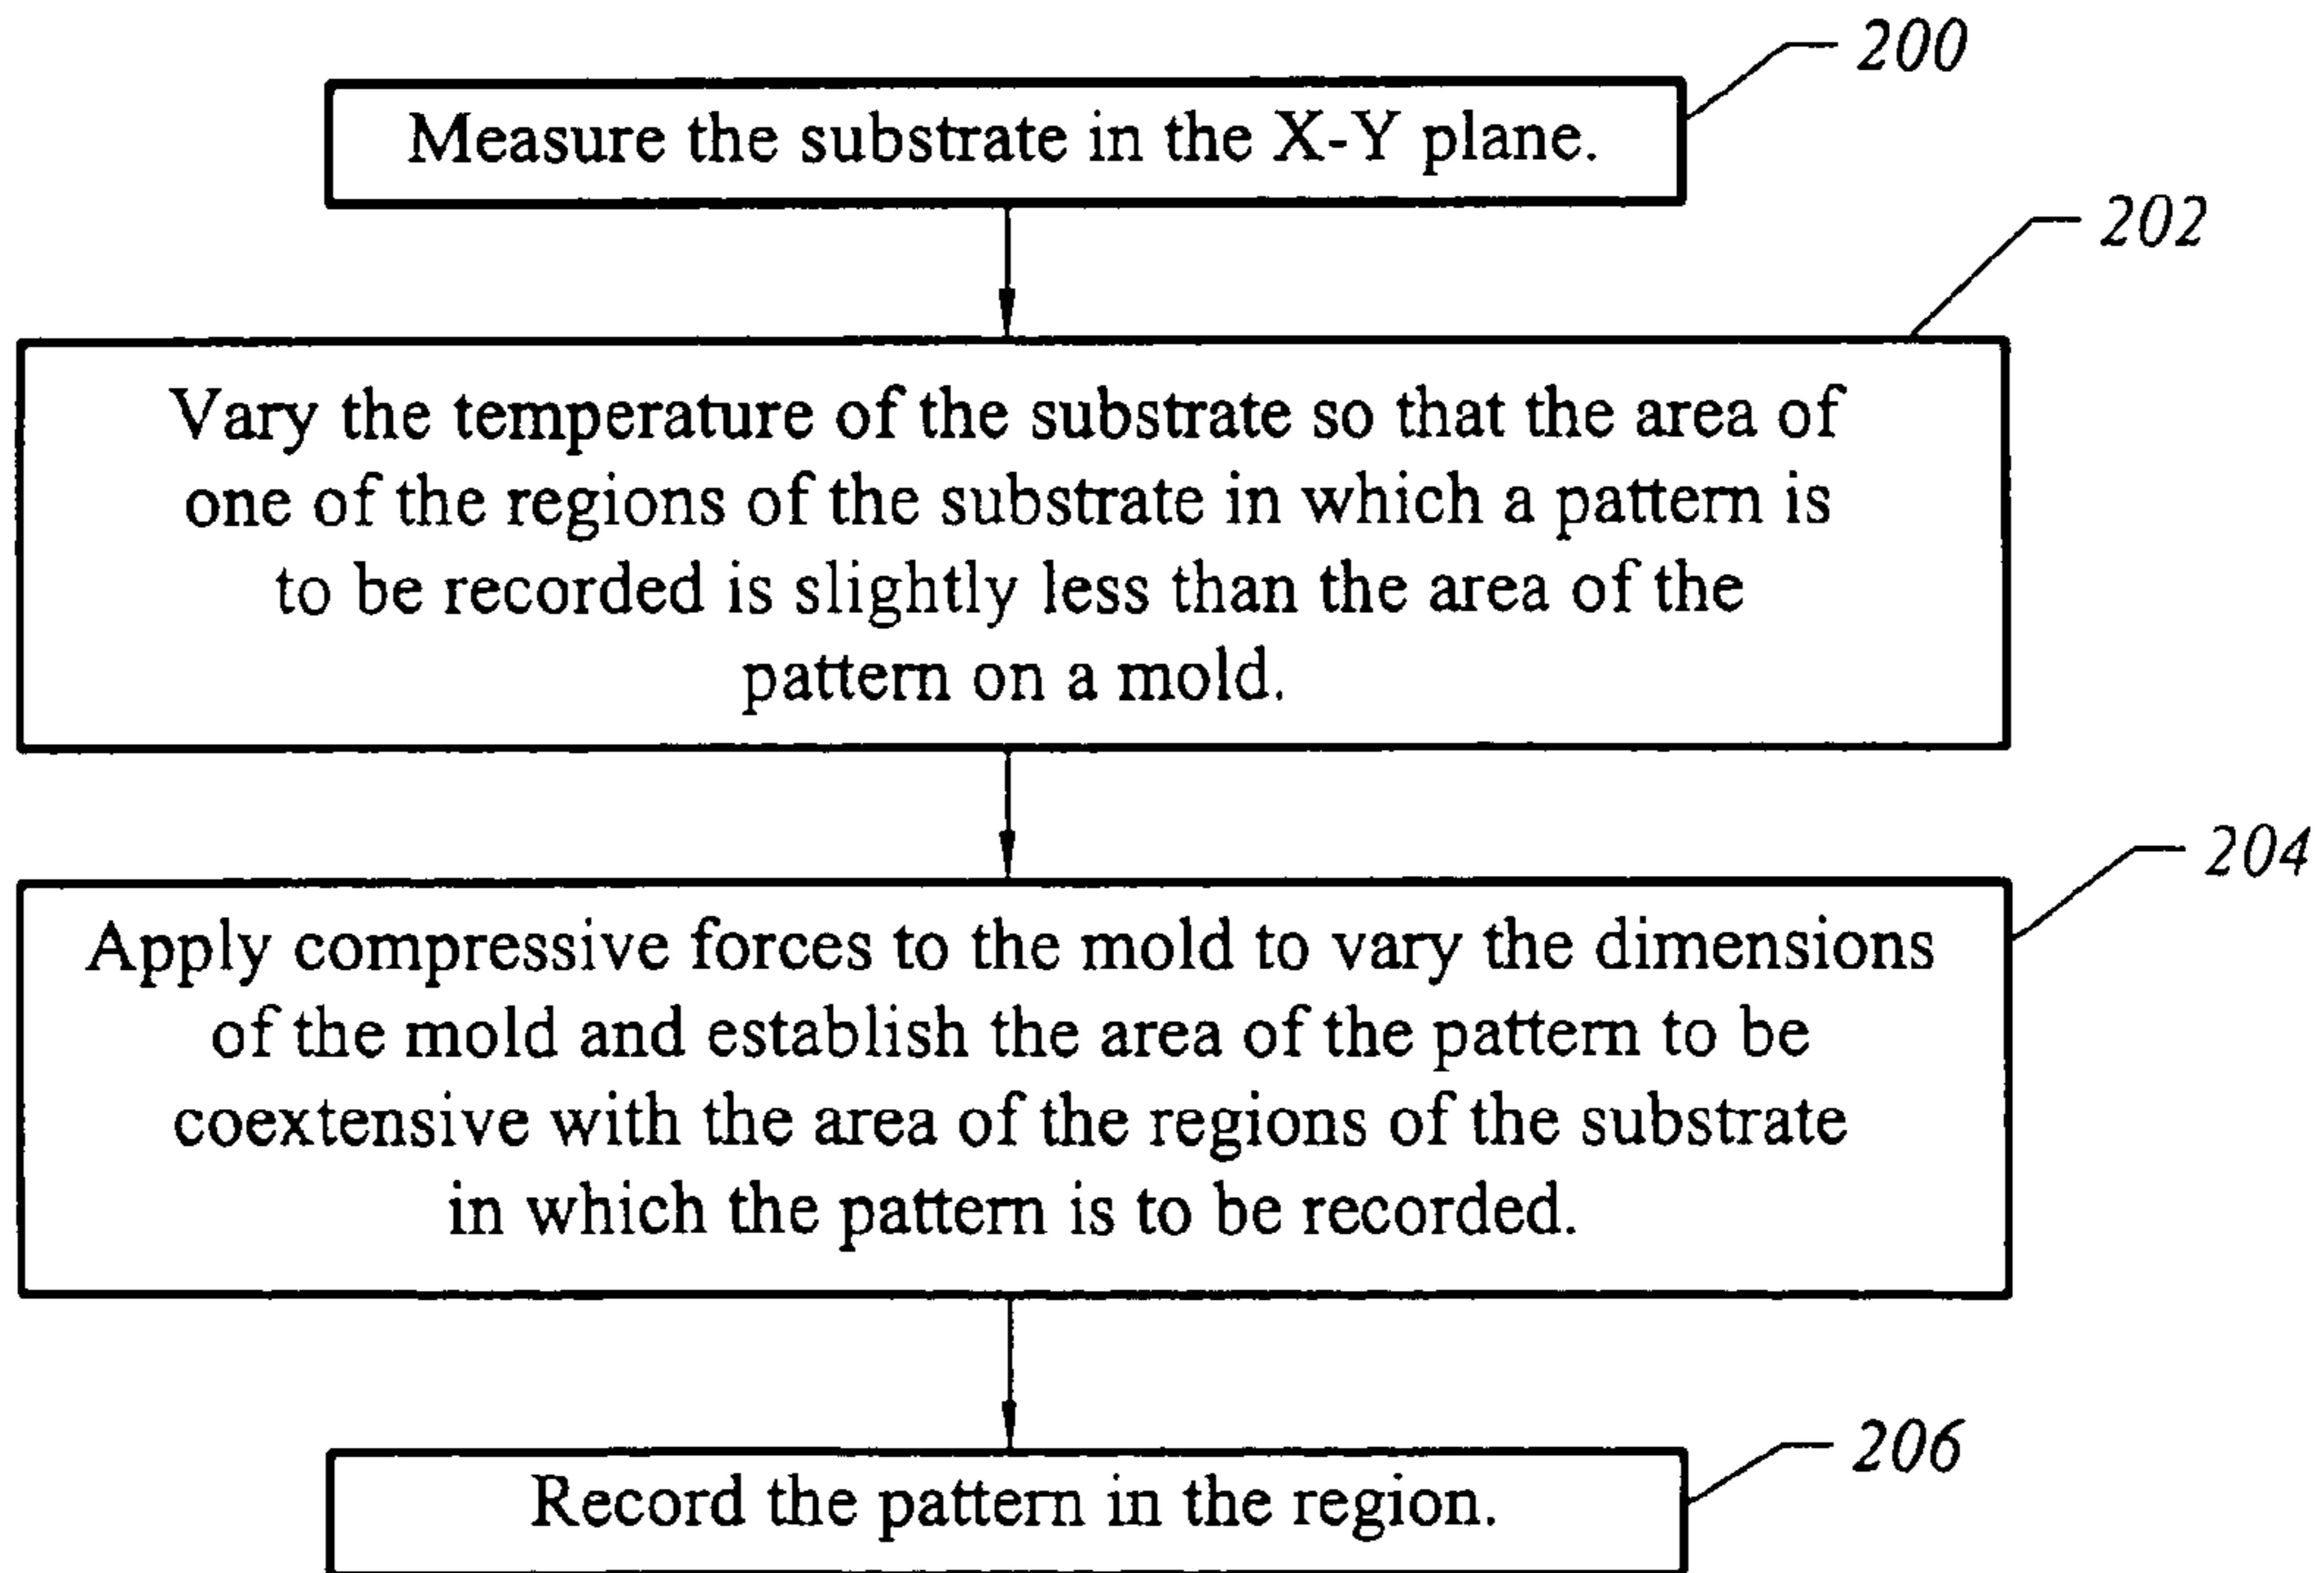 200
Measure the substrate in the X-Y plane.
202
Vary the temperature of the substrate so that the area of
one of the regions of the substrate in which a pattern is
to be recorded is slightly less than the area of the
pattern on a mold.
204
Apply compressive forces to the mold to vary the dimensions
of the mold and establish the area of the pattern to be
coextensive with the area of the regions of the substrate
in which the pattern is to be recorded.
206
Record the pattern in the region.